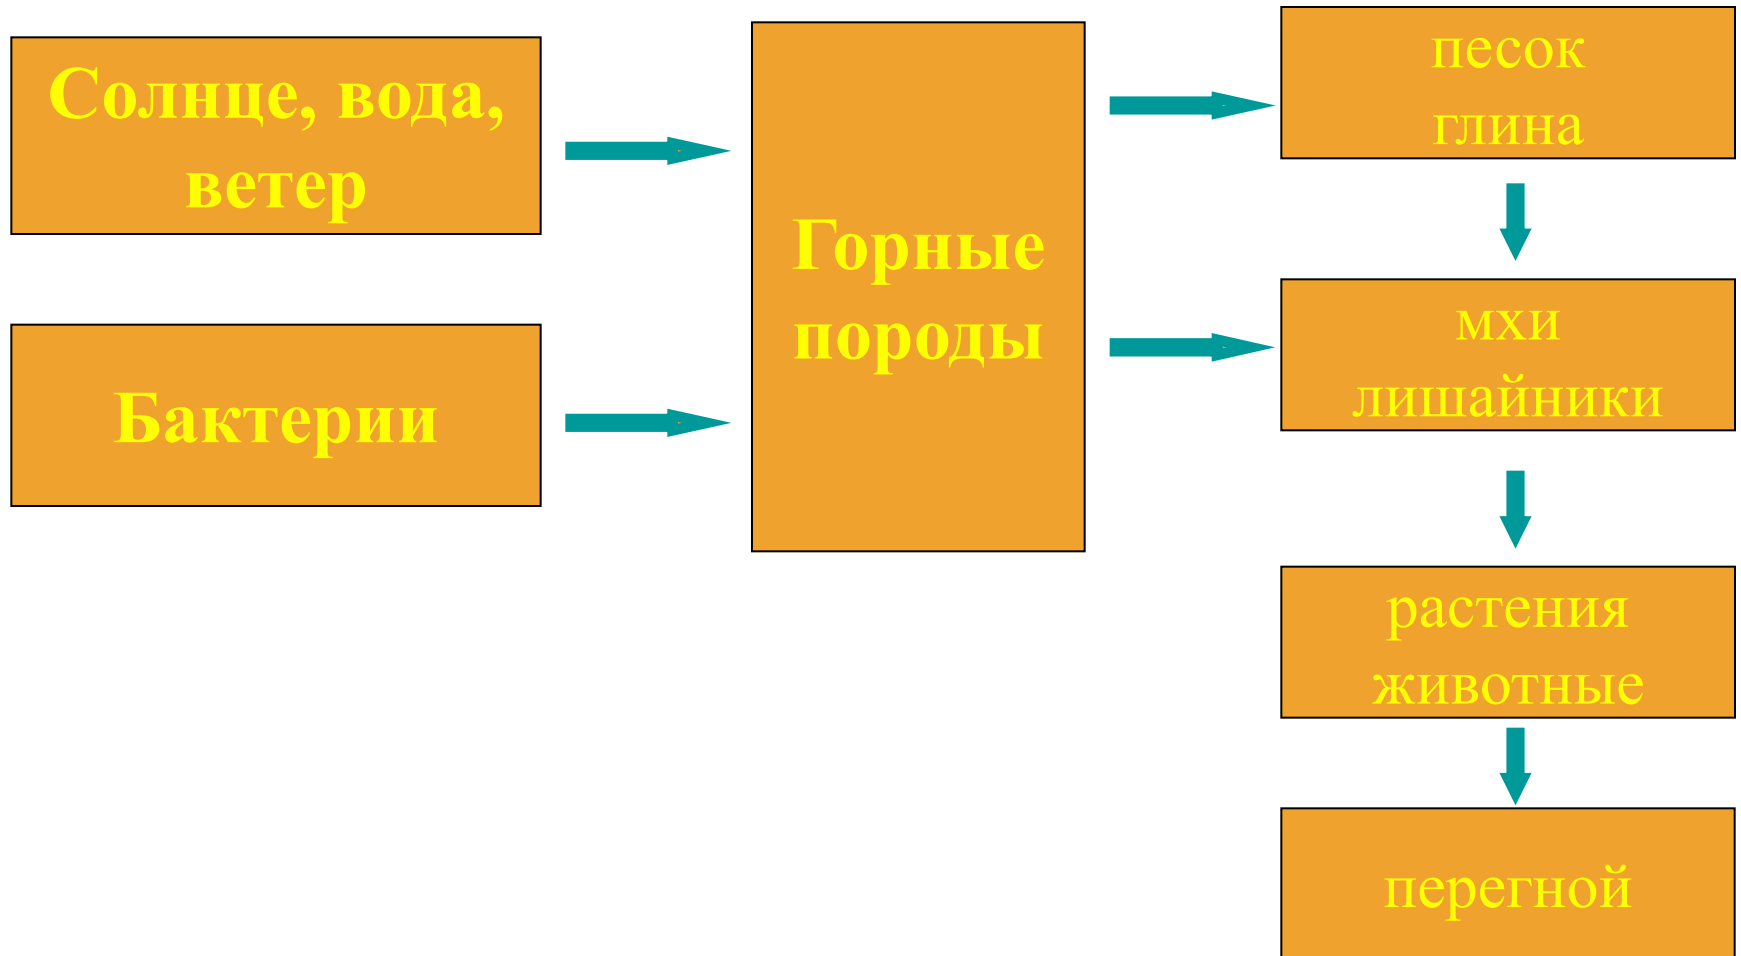 Солнце, вода,
ветер
Бактерии
Горные
породы
песок
глина
мхи
лишайники
растения
животные
перегной